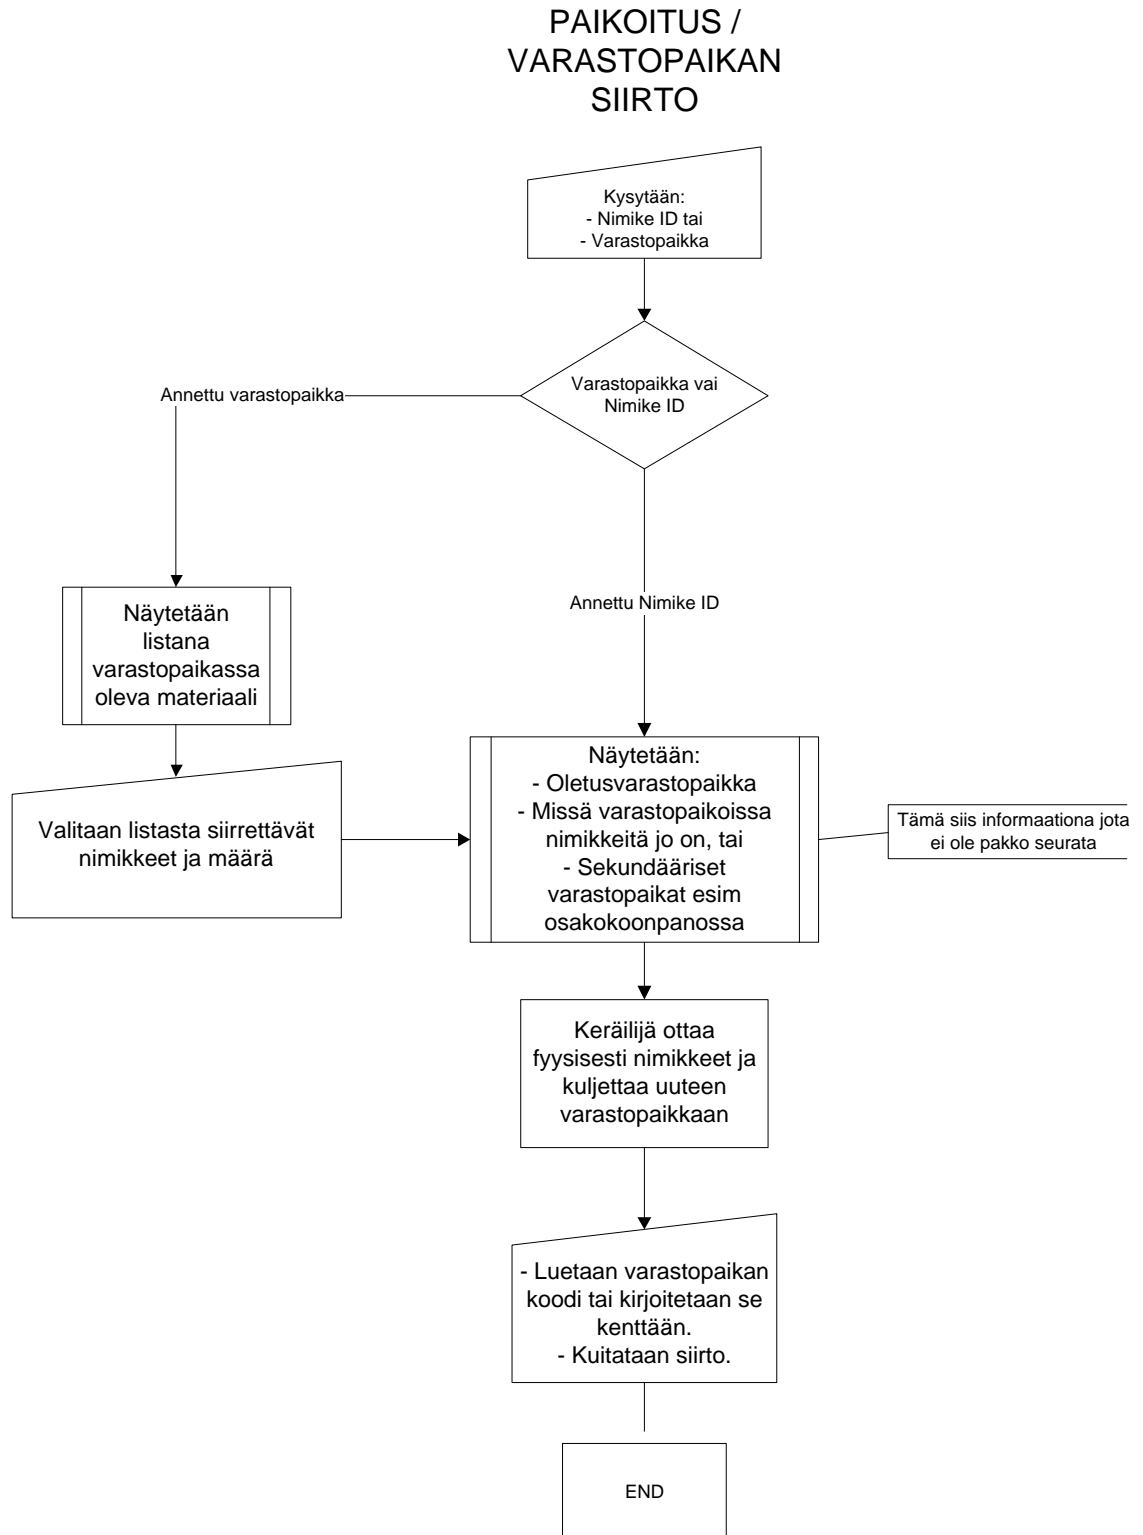 PAIKOITUS /
VARASTOPAIKAN
SIIRTO
Kysytään:
- Nimike ID tai
- Varastopaikka
Varastopaikka vai
Nimike ID
Annettu varastopaikka
Annettu Nimike ID
Näytetään
listana
varastopaikassa
oleva materiaali
Valitaan listasta siirrettävät
nimikkeet ja määrä
Näytetään:
- Oletusvarastopaikka
- Missä varastopaikoissa
nimikkeitä jo on, tai
- Sekundääriset
varastopaikat esim
osakokoonpanossa
Tämä siis informaationa jota
ei ole pakko seurata
Keräilijä ottaa
fyysisesti nimikkeet ja
kuljettaa uuteen
varastopaikkaan
- Luetaan varastopaikan
koodi tai kirjoitetaan se
kenttään.
- Kuitataan siirto.
END